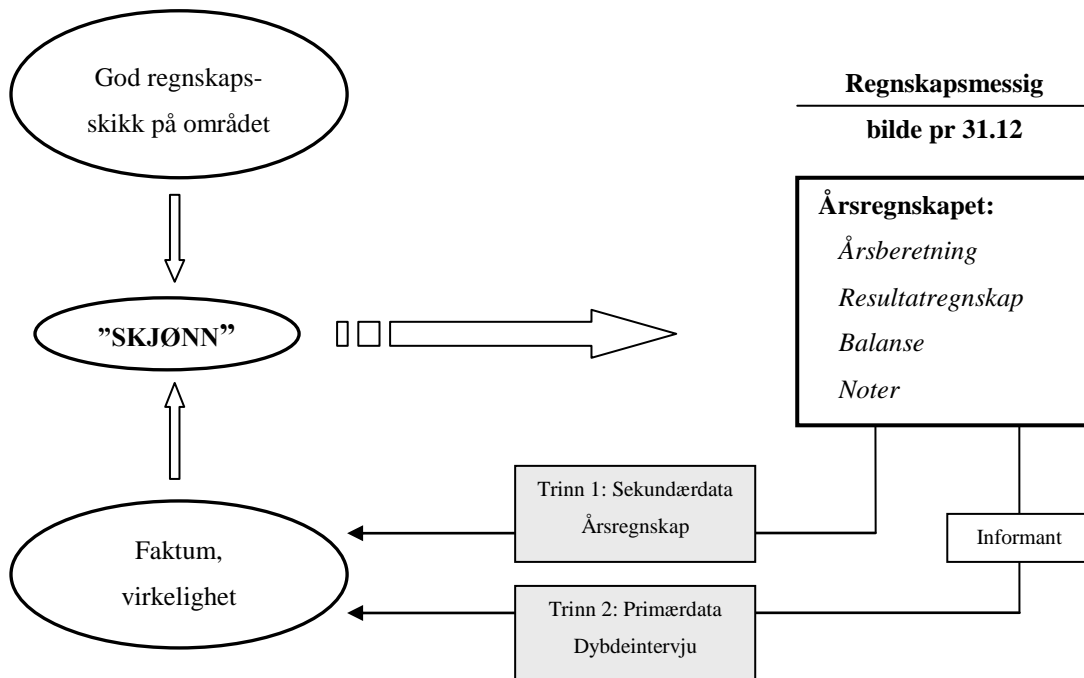 God regnskaps-
skikk på området
”SKJØNN”
Faktum,
virkelighet
Regnskapsmessig
bilde pr 31.12
Årsregnskapet:
Årsberetning
Resultatregnskap
Balanse
Noter
Trinn 1: Sekundærdata
Årsregnskap
Informant
Trinn 2: Primærdata
Dybdeintervju